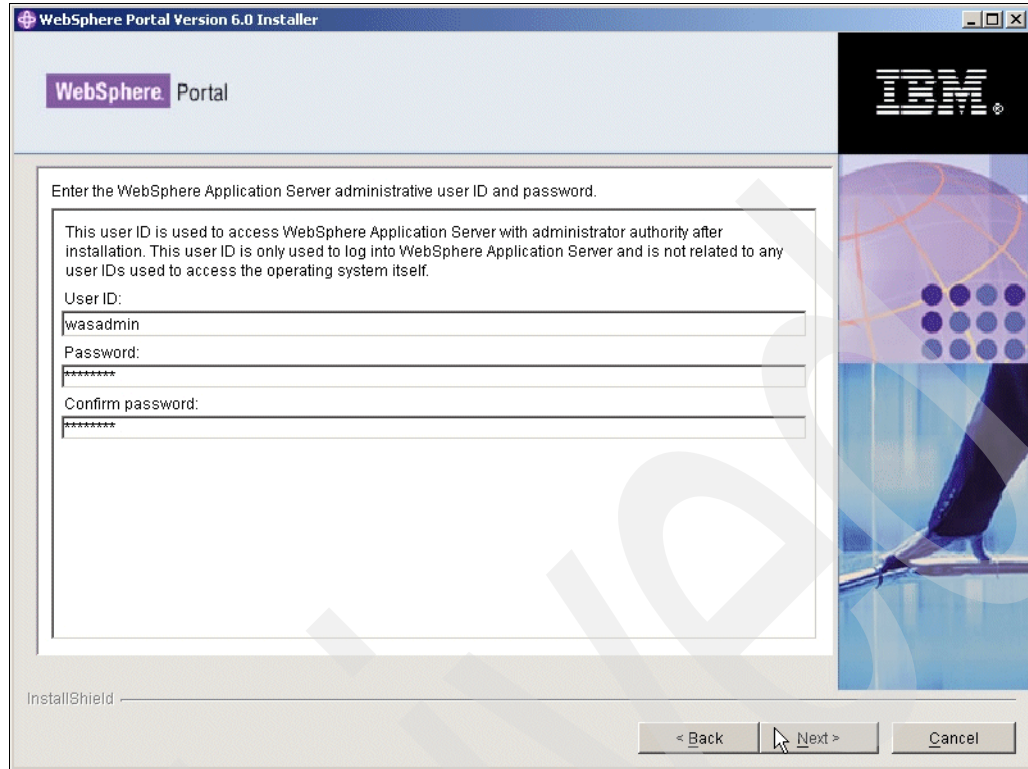 WebSphere Portal Version 6.0 Installer
WebSphere. Portal
IBM®
Enter the WebSphere Application Server administrative user ID and password.
This user ID is used to access WebSphere Application Server with administrator authority after
installation. This user ID is only used to log into WebSphere Application Server and is not related to any
user IDs used to access the operating system itself.
User ID:
wasadmin
Password:
********
Confirm password:
********
InstallShield
< Back Next > Cancel